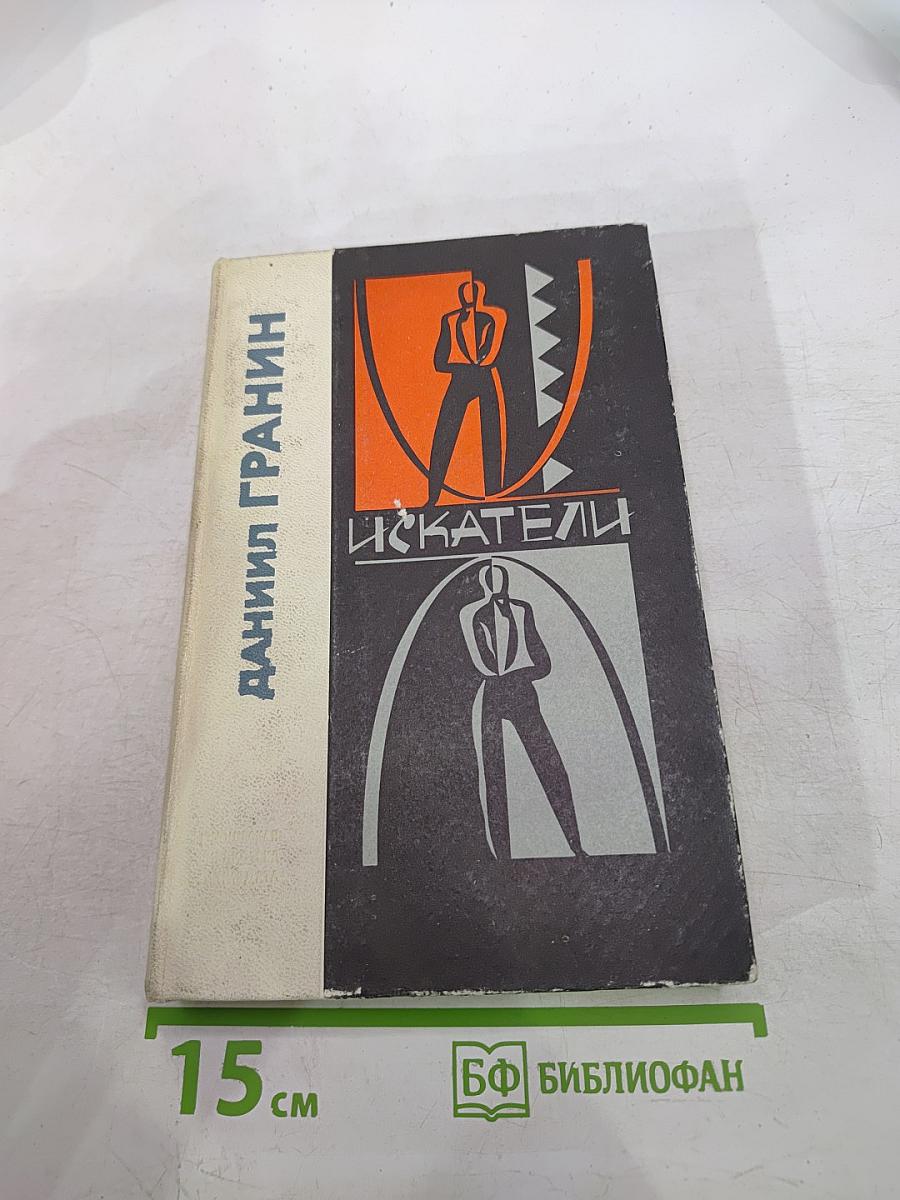 ДАНИИЛ ГРАНИН
ИСКАТЕЛИ
15 см
БФ БИБЛИОФАН